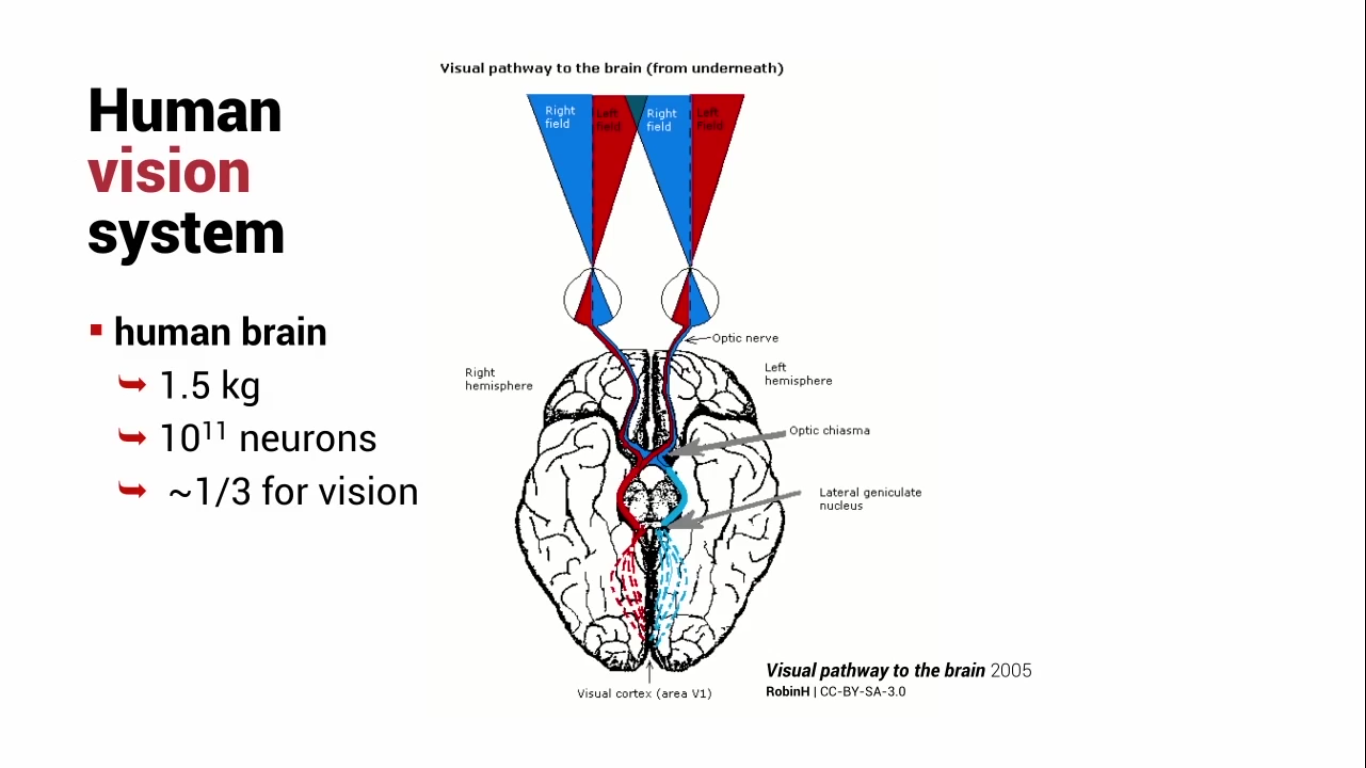 Human
vision
system
▪ human brain
➥ 1.5 kg
➥ 10¹¹ neurons
➥ ~1/3 for vision
Visual pathway to the brain (from underneath)
Right
field
Left
field
Right
field
Left
Field
Optic nerve
Right
hemisphere
Left
hemisphere
Optic chiasma
Lateral geniculate
nucleus
Visual cortex (area V1)
Visual pathway to the brain 2005
RobinH | CC-BY-SA-3.0